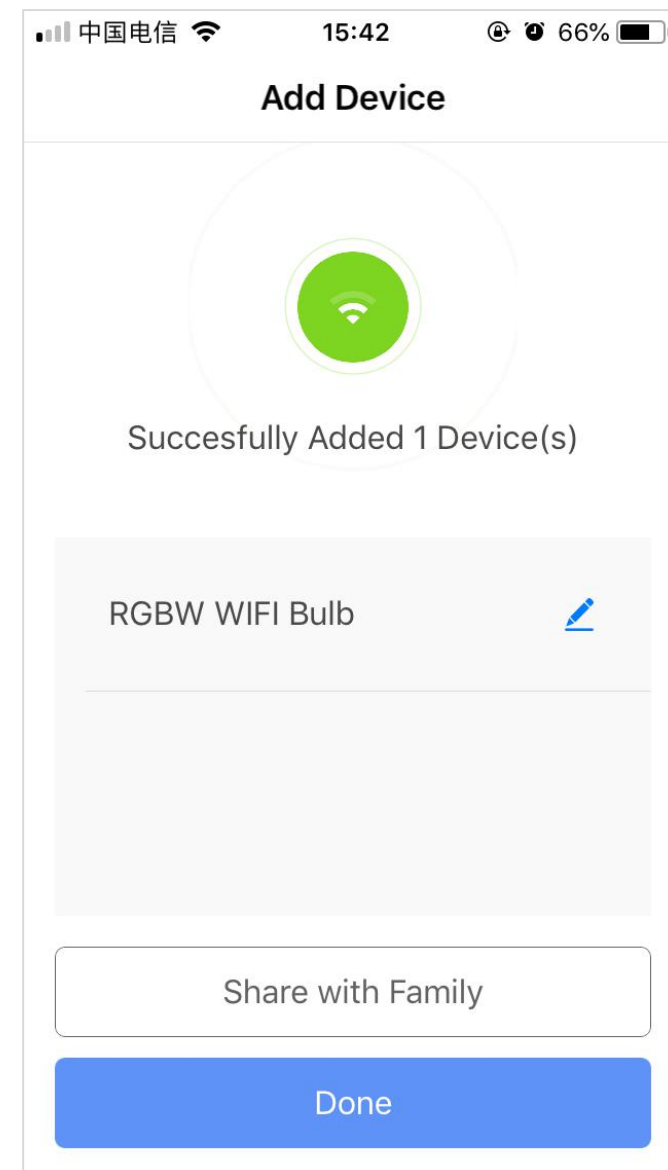 中国电信 15:42 66%
Add Device
Succesfully Added 1 Device(s)
RGBW WIFI Bulb
Share with Family
Done